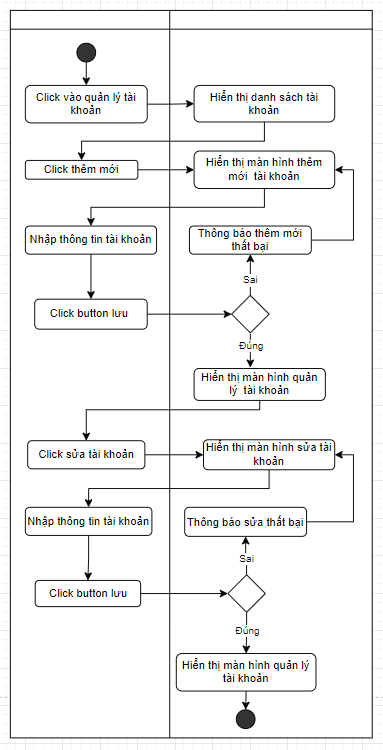 Click vào quản lý tài
khoản
Hiển thị danh sách tài
khoản
Click thêm mới
Hiển thị màn hình thêm
mới tài khoản
Nhập thông tin tài khoản
Thông báo thêm mới
thất bại
Sai
Click button lưu
Đúng
Hiển thị màn hình quản
lý tài khoản
Click sửa tài khoản
Hiển thị màn hình sửa tài
khoản
Nhập thông tin tài khoản
Thông báo sửa thất bại
Sai
Click button lưu
Đúng
Hiển thị màn hình quản lý
tài khoản